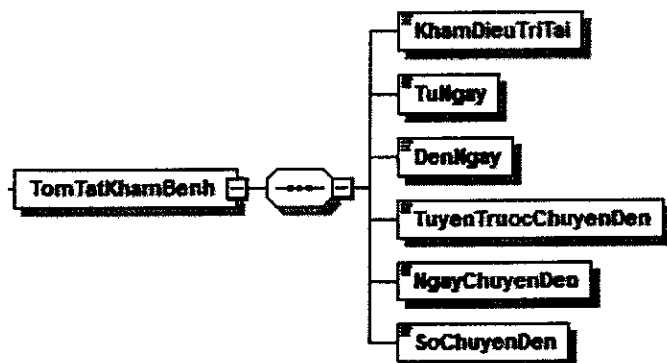 KhamDieuTriTai
TuNgay
DenNgay
TomTatKhamBenh
TuyenTruocChuyenDen
NgayChuyenDen
SoChuyenDen